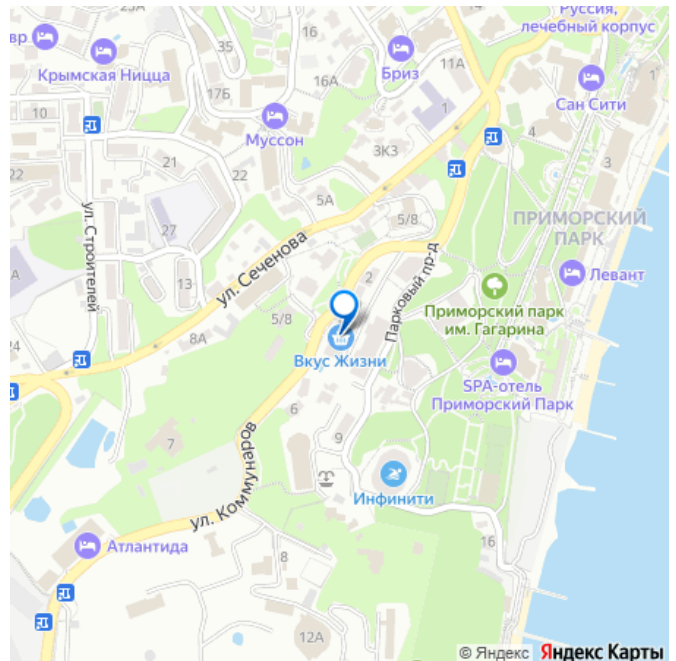 23А
Руссия,
лечебный корпус
вр
35
Крымская Ницца
Бриз
11А
16А
17Б
Сан Сити
1
10
Муссон
1
4
3К3
21
22
22
3
5А
ул. Строителей
27
5/8
ПРИМОРСКИЙ
ПАРК
ул. Сеченова
А
13
2
Левант
Парковый пр-д
Приморский парк
им. Гагарина
5/8
8А
24
Вкус Жизни
SPA-отель
Приморский Парк
6
7
9
ул. Коммунаров
Инфинити
16
Атлантида
8
12А
© Яндекс Яндекс Карты